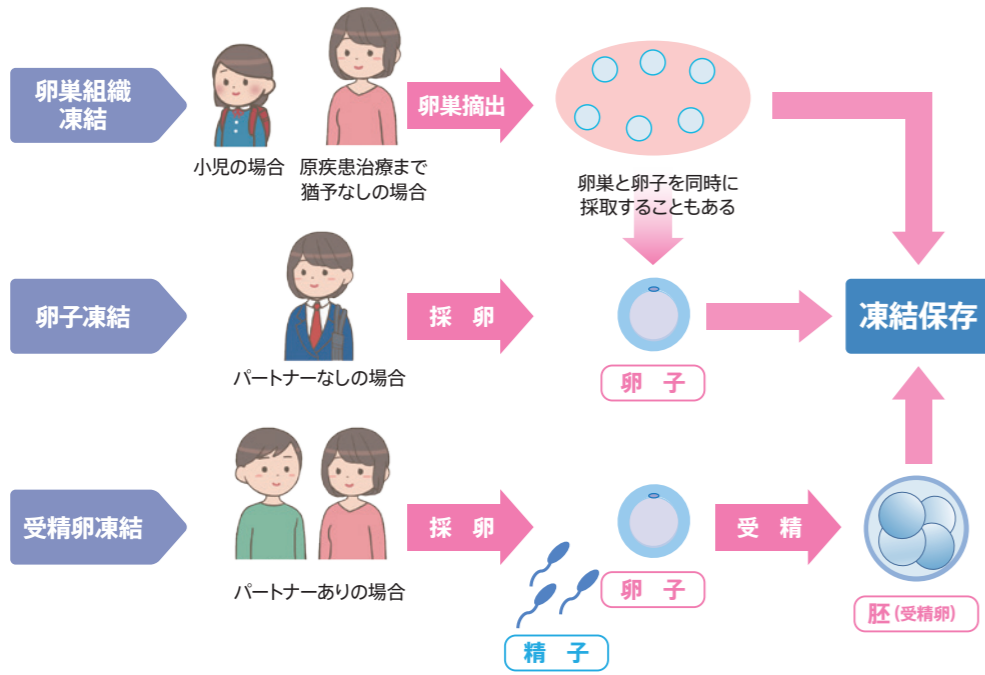 卵巣組織
凍結
小児の場合
原疾患治療まで
猶予なしの場合
卵巣摘出
卵巣と卵子を同時に
採取することもある
卵子凍結
パートナーなしの場合
採 卵
卵 子
凍結保存
受精卵凍結
パートナーありの場合
採 卵
精 子
卵 子
受 精
胚(受精卵)